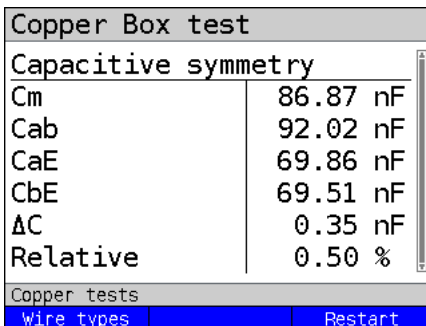 Copper Box test
Capacitive symmetry
Cm 86.87 nF
Cab 92.02 nF
CaE 69.86 nF
CbE 69.51 nF
ΔC 0.35 nF
Relative 0.50 %
Copper tests
Wire types Restart